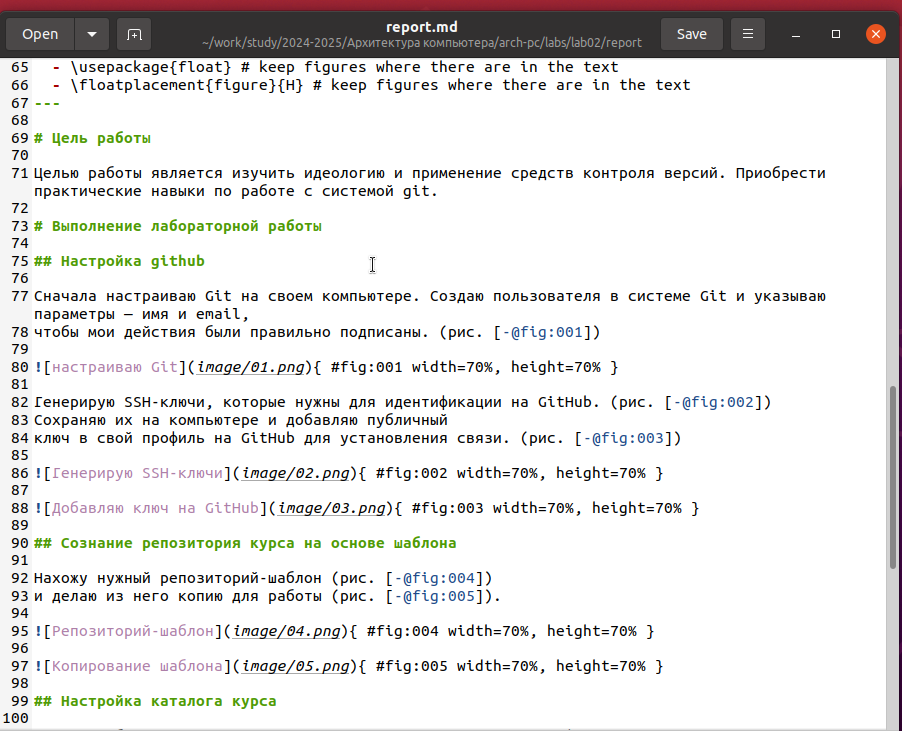 Open
report.md
~/work/study/2024-2025/Архитектура компьютера/arch-pc/labs/lab02/report
Save
65 - \usepackage{float} # keep figures where there are in the text
66 - \floatplacement{figure}{H} # keep figures where there are in the text
67 ---
68
69 # Цель работы
70
71 Целью работы является изучить идеологию и применение средств контроля версий. Приобрести
практические навыки по работе с системой git.
72
73 # Выполнение лабораторной работы
74
75 ## Настройка github
76
77 Сначала настраиваю Git на своем компьютере. Создаю пользователя в системе Git и указываю
параметры — имя и email,
78 чтобы мои действия были правильно подписаны. (рис. [-@fig:001])
79
80 ![настраиваю Git](image/01.png){ #fig:001 width=70%, height=70% }
81
82 Генерирую SSH-ключи, которые нужны для идентификации на GitHub. (рис. [-@fig:002])
83 Сохраняю их на компьютере и добавляю публичный
84 ключ в свой профиль на GitHub для установления связи. (рис. [-@fig:003])
85
86 ![Генерирую SSH-ключи](image/02.png){ #fig:002 width=70%, height=70% }
87
88 ![Добавляю ключ на GitHub](image/03.png){ #fig:003 width=70%, height=70% }
89
90 ## Сознание репозитория курса на основе шаблона
91
92 Нахожу нужный репозиторий-шаблон (рис. [-@fig:004])
93 и делаю из него копию для работы (рис. [-@fig:005]).
94
95 ![Репозиторий-шаблон](image/04.png){ #fig:004 width=70%, height=70% }
96
97 ![Копирование шаблона](image/05.png){ #fig:005 width=70%, height=70% }
98
99 ## Настройка каталога курса
100